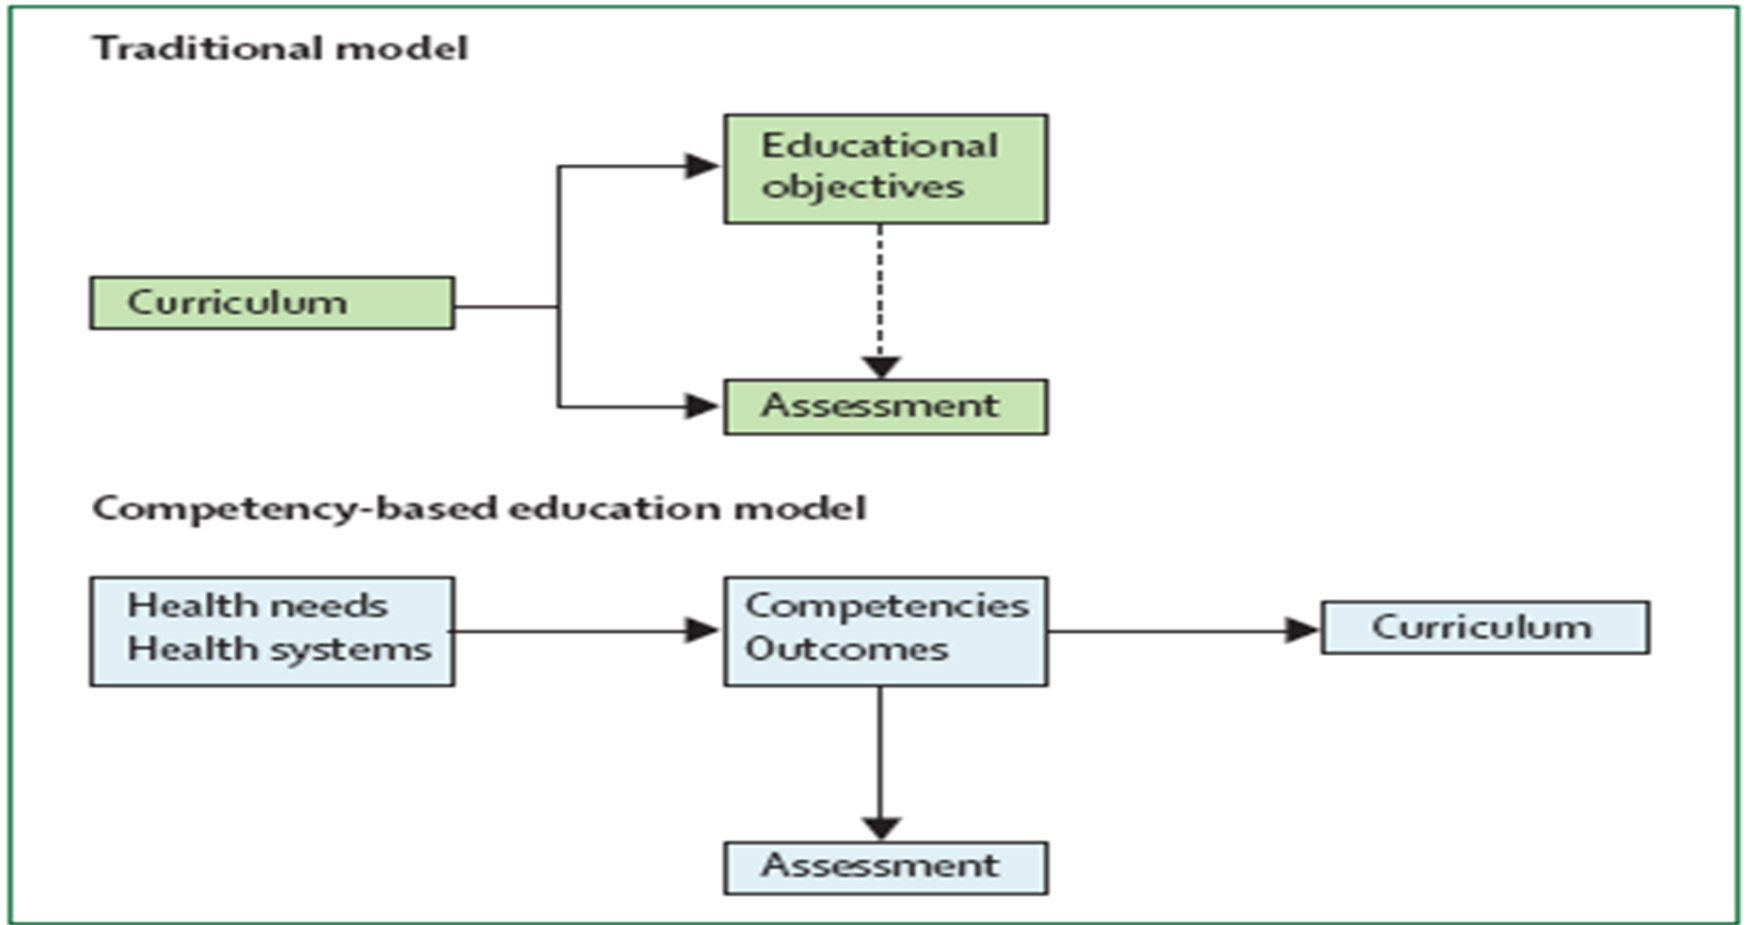 Traditional model
Educational
objectives
Curriculum
Assessment
Competency-based education model
Health needs
Health systems
Competencies
Outcomes
Curriculum
Assessment